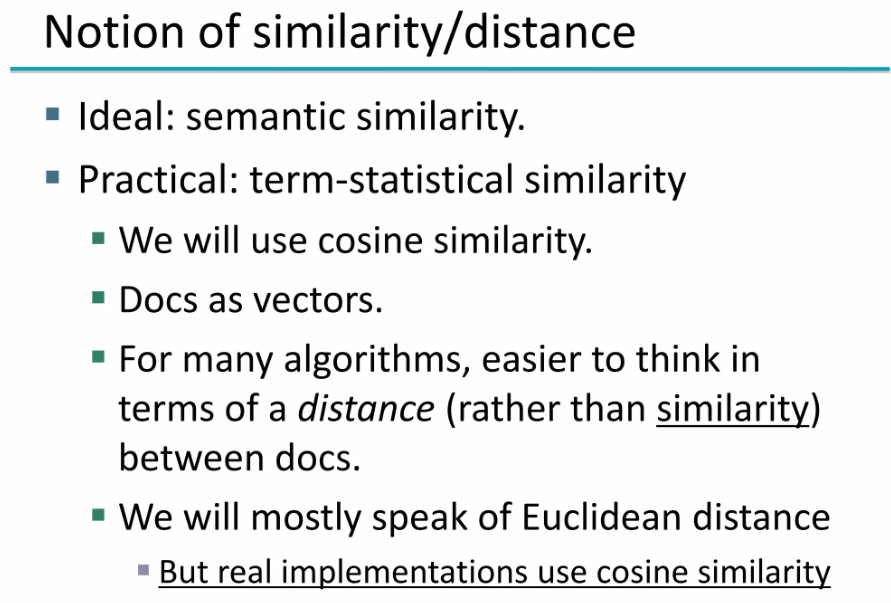 Notion of similarity/distance
Ideal: semantic similarity.
Practical: term-statistical similarity
We will use cosine similarity.
Docs as vectors.
For many algorithms, easier to think in
terms of a distance (rather than similarity)
between docs.
We will mostly speak of Euclidean distance
But real implementations use cosine similarity